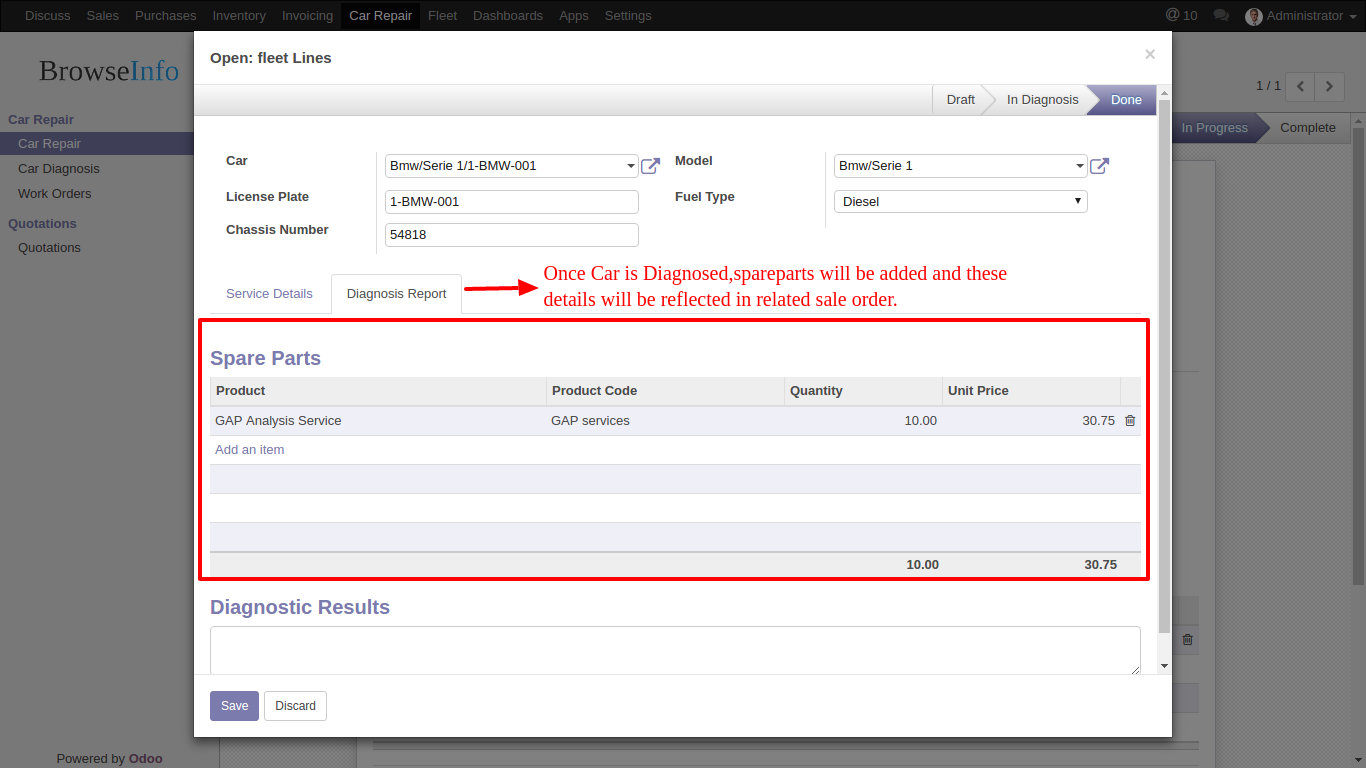 Discuss Sales Purchases Inventory Invoicing Car Repair Fleet Dashboards Apps Settings @ 10 Administrator
BrowseInfo
Car Repair
Car Repair
Car Diagnosis
Work Orders
Quotations
Quotations
Powered by Odoo
1 / 1
In Progress Complete
Open: fleet Lines ×
Draft In Diagnosis Done
Car Bmw/Serie 1/1-BMW-001 Model Bmw/Serie 1
License Plate 1-BMW-001 Fuel Type Diesel
Chassis Number 54818
Service Details Diagnosis Report
Once Car is Diagnosed,spareparts will be added and these
details will be reflected in related sale order.
Spare Parts
Product Product Code Quantity Unit Price
GAP Analysis Service GAP services 10.00 30.75
Add an item
10.00 30.75
Diagnostic Results
Save Discard